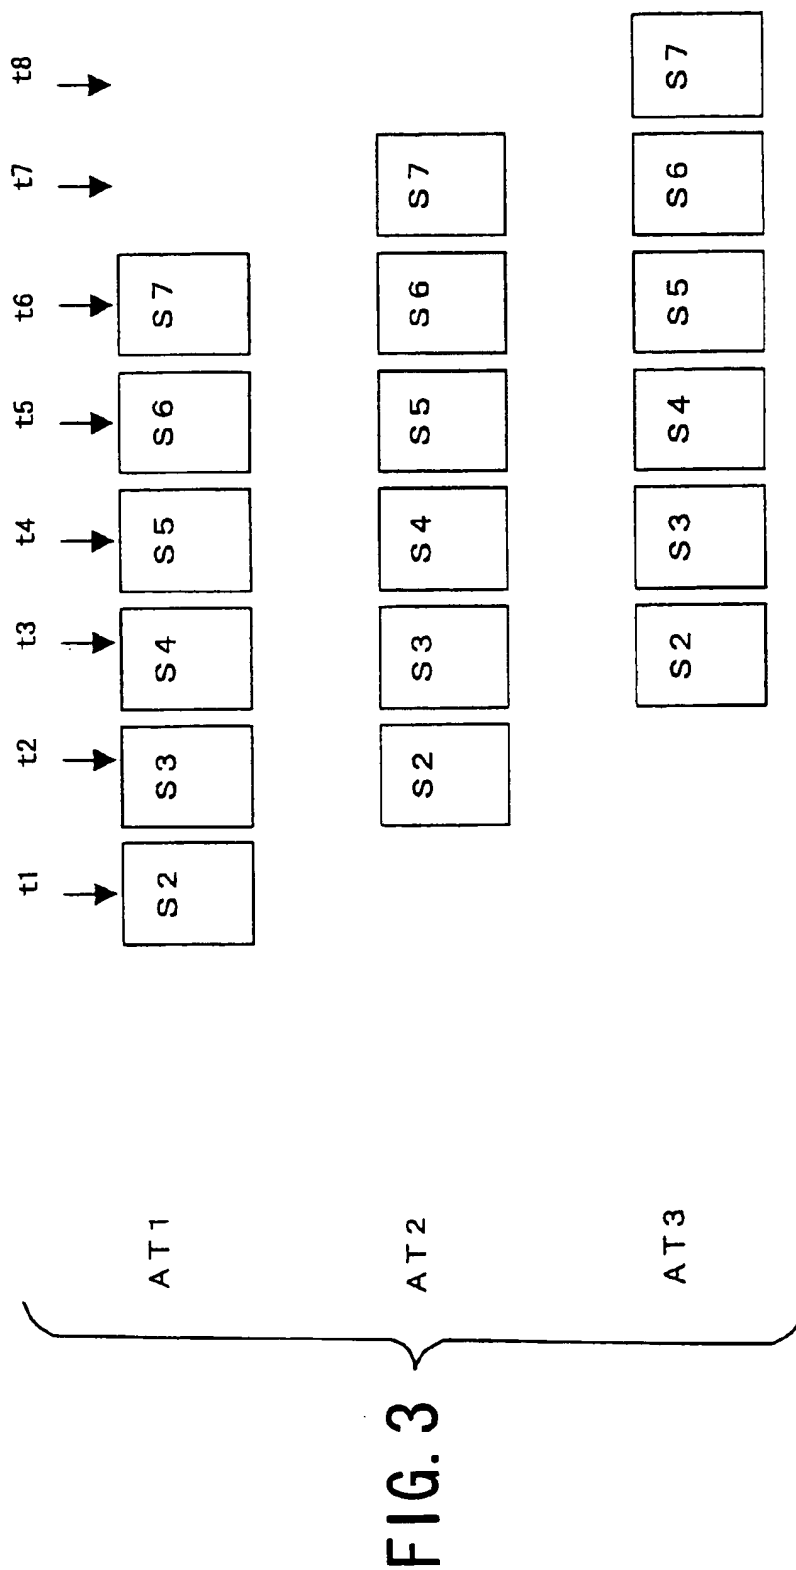 t1 t2 t3 t4 t5 t6 t7 t8
AT1 S2 S3 S4 S5 S6 S7
AT2 S2 S3 S4 S5 S6 S7
AT3 S2 S3 S4 S5 S6 S7
FIG. 3